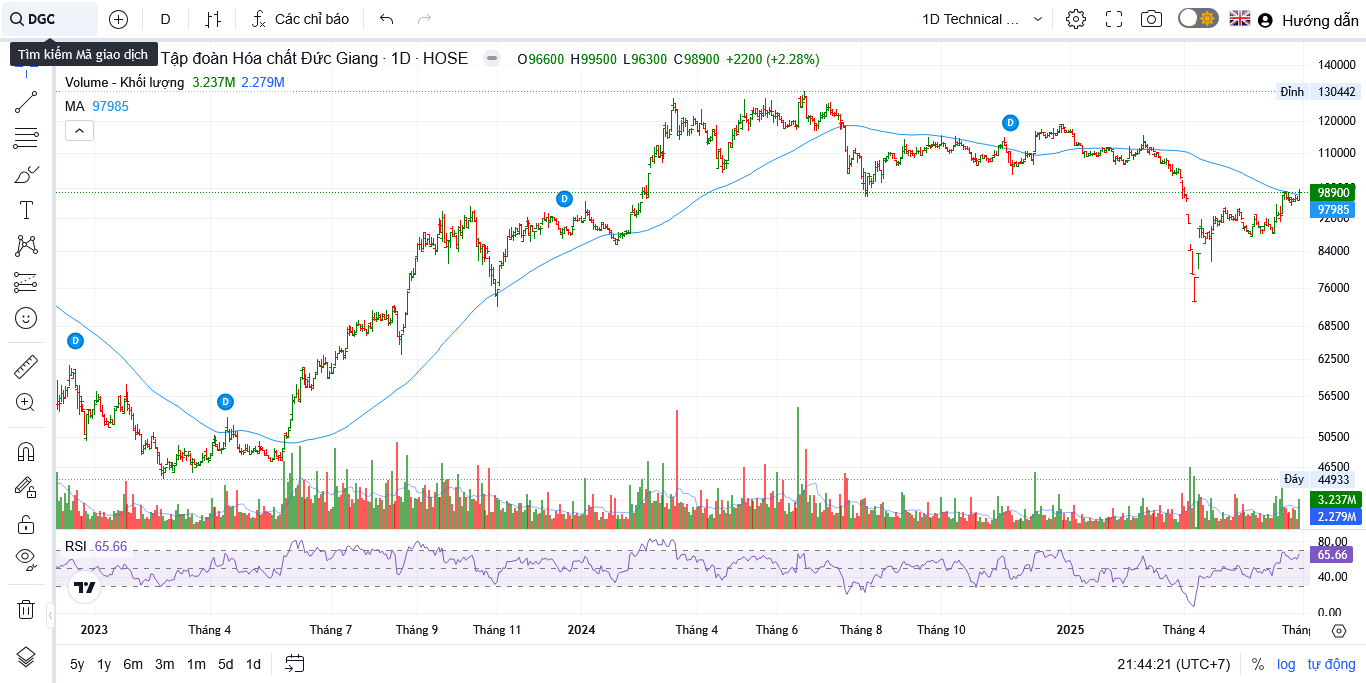 DGC
D
Các chỉ báo
1D Technical ...
Hướng dẫn
Tìm kiếm Mã giao dịch
Tập đoàn Hóa chất Đức Giang · 1D · HOSE
O96600 H99500 L96300 C98900 +2200 (+2.28%)
Volume - Khối lượng 3.237M 2.279M
MA 97985
140000
Đỉnh 130442
120000
110000
98900
97985
92000
84000
76000
68500
62500
56500
50500
46500
Đáy 44933
3.237M
2.279M
D
D
D
D
RSI 65.66
80.00
65.66
40.00
0.00
2023 Tháng 4 Tháng 7 Tháng 9 Tháng 11 2024 Tháng 4 Tháng 6 Tháng 8 Tháng 10 2025 Tháng 4 Tháng
5y 1y 6m 3m 1m 5d 1d
21:44:21 (UTC+7) % log tự động